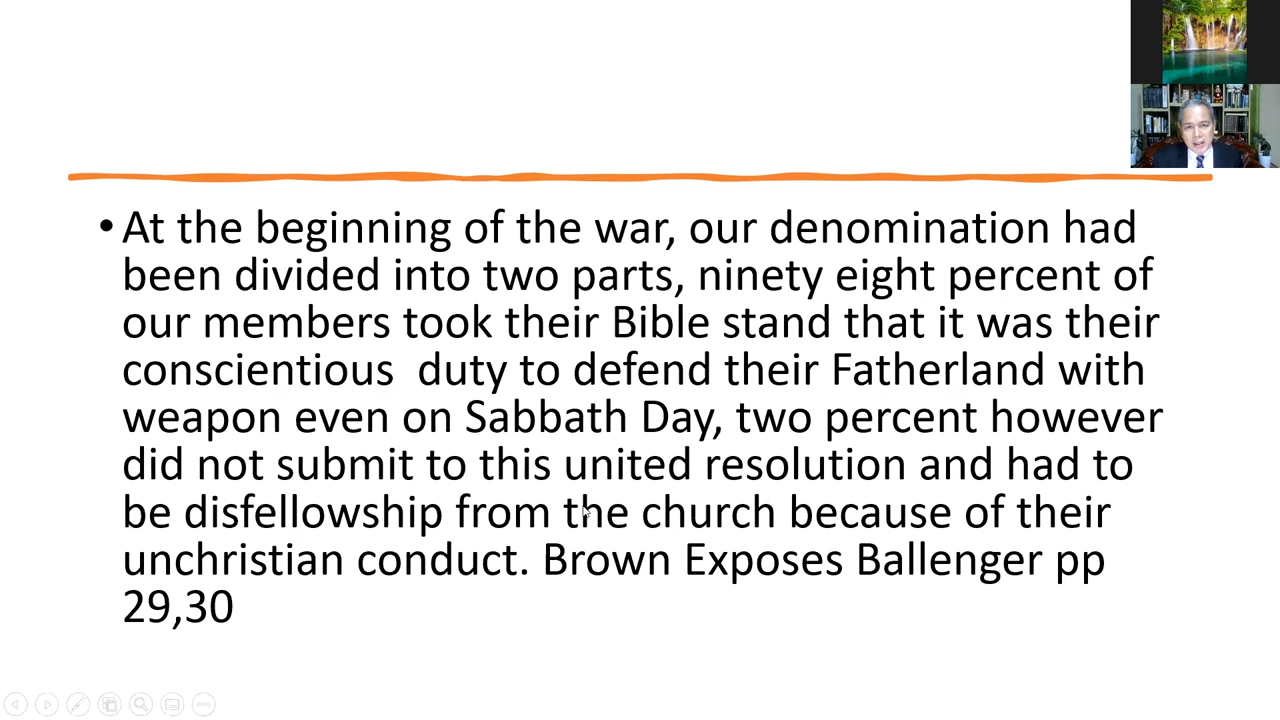 • At the beginning of the war, our denomination had
been divided into two parts, ninety eight percent of
our members took their Bible stand that it was their
conscientious  duty to defend their Fatherland with
weapon even on Sabbath Day, two percent however
did not submit to this united resolution and had to
be disfellowship from the church because of their
unchristian conduct. Brown Exposes Ballenger pp
29,30